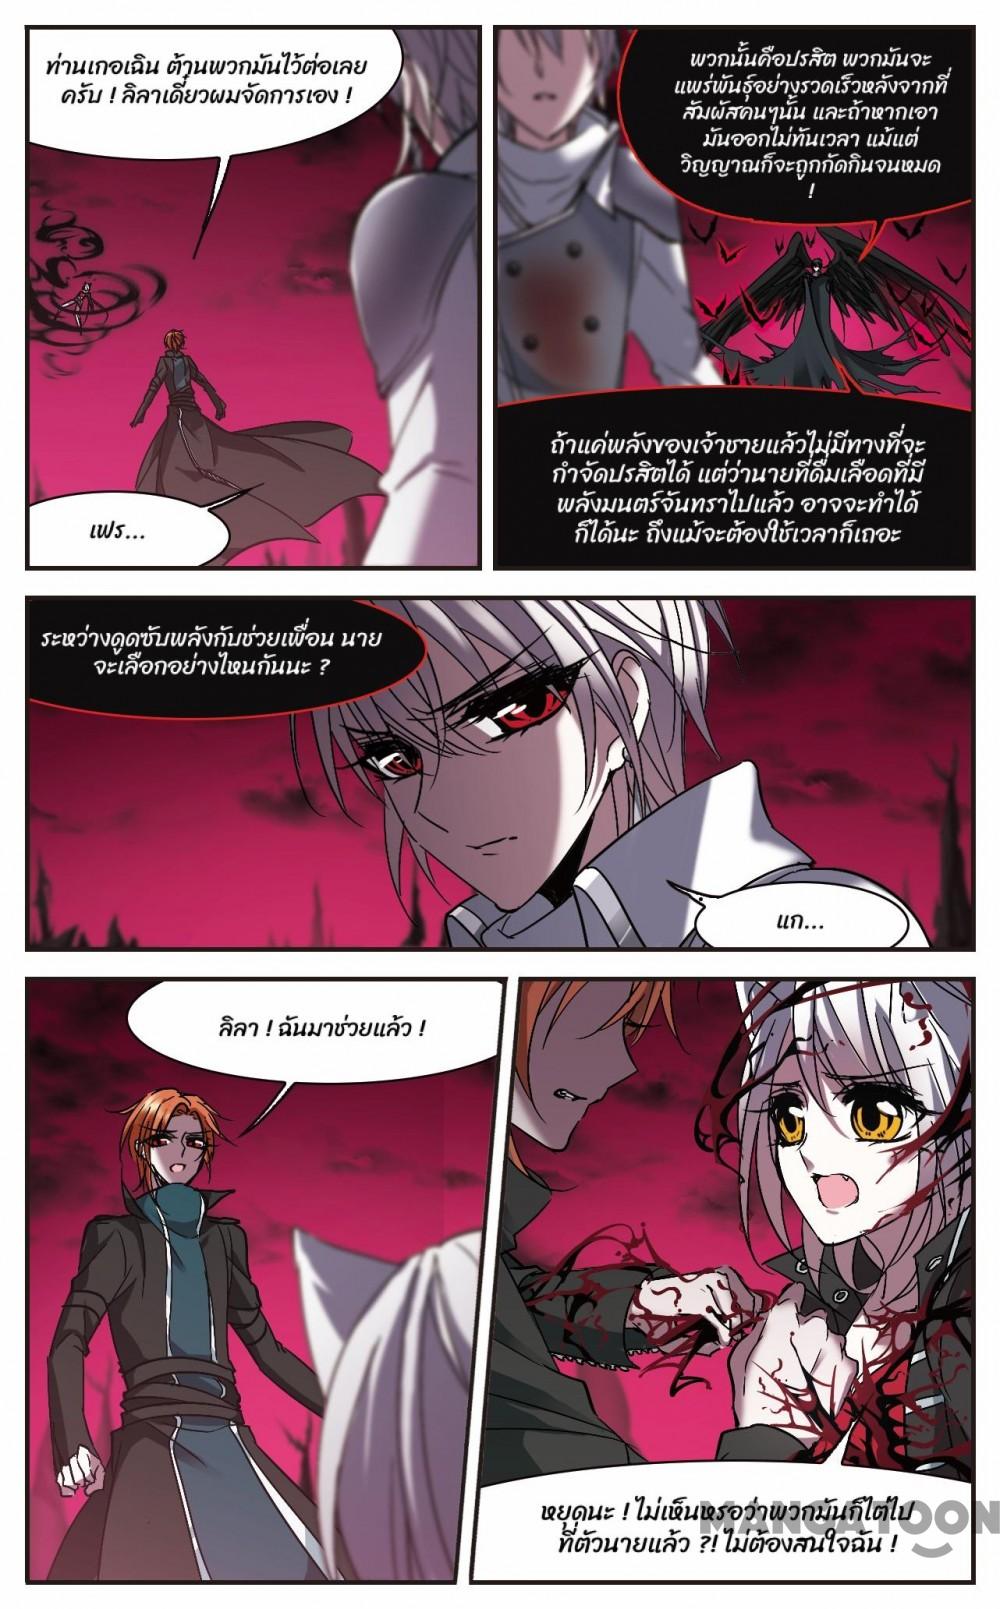 ท่านเกอเฉิน ต้านพวกมันไว้ต่อเลย
ครับ ! ลิลาเดี๋ยวผมจัดการเอง !
เฟร...
พวกนั้นคือปรสิต พวกมันจะ
แพร่พันธุ์อย่างรวดเร็วหลังจากที่
สัมผัสคนๆนั้น และถ้าหากเอา
มันออกไม่ทันเวลา แม้แต่
วิญญาณก็จะถูกกัดกินจนหมด
!
ถ้าแค่พลังของเจ้าชายแล้วไม่มีทางที่จะ
กำจัดปรสิตได้ แต่ว่านายที่ดื่มเลือดที่มี
พลังมนตร์จันทราไปแล้ว อาจจะทำได้
ก็ได้นะ ถึงแม้จะต้องใช้เวลาก็เถอะ
ระหว่างดูดซับพลังกับช่วยเพื่อน นาย
จะเลือกอย่างไหนกันนะ ?
แก...
ลิลา ! ฉันมาช่วยแล้ว !
หยุดนะ ! ไม่เห็นหรอว่าพวกมันก็ไต่ไป
ที่ตัวนายแล้ว ?! ไม่ต้องสนใจฉัน !
MANGATOON